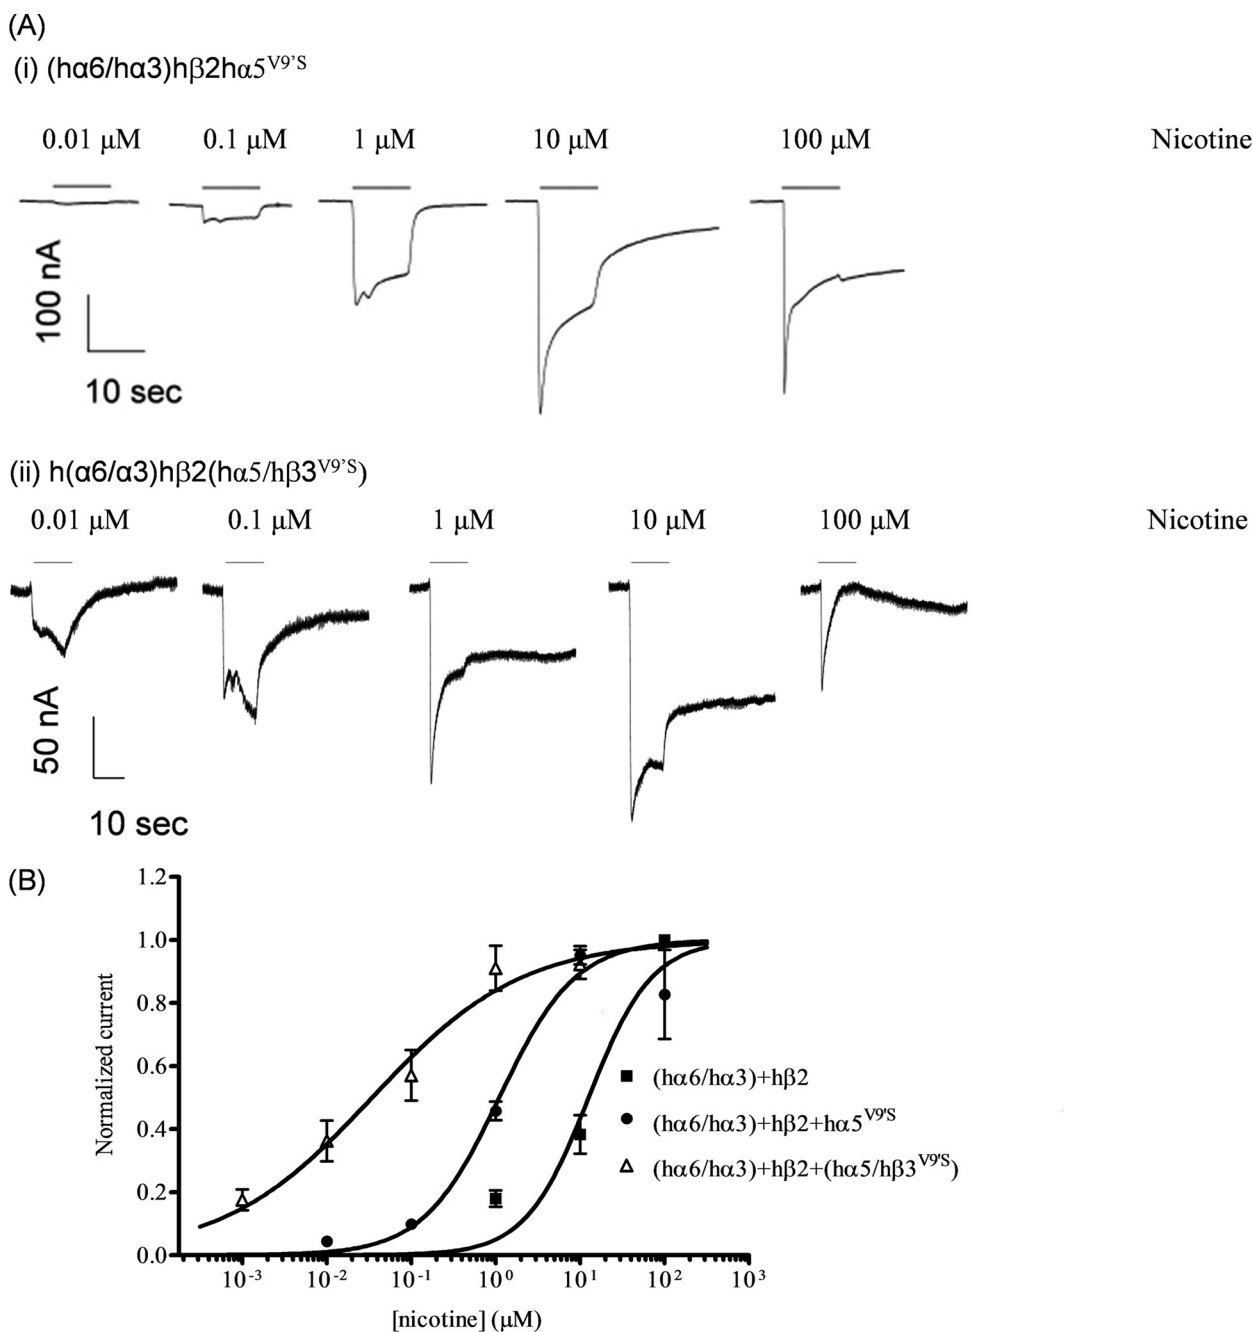 (A)
(i) (hα6/hα3)hβ2hα5V9’S
0.01 μM 0.1 μM 1 μM 10 μM 100 μM Nicotine
100 nA
10 sec
(ii) h(α6/α3)hβ2(hα5/hβ3V9’S)
0.01 μM 0.1 μM 1 μM 10 μM 100 μM Nicotine
50 nA
10 sec
(B)
1.2
1.0
0.8
0.6
0.4
0.2
0.0
Normalized current
(hα6/hα3)+hβ2
(hα6/hα3)+hβ2+hα5V9'S
(hα6/hα3)+hβ2+(hα5/hβ3V9'S)
10-3 10-2 10-1 100 101 102 103
[nicotine] (μM)